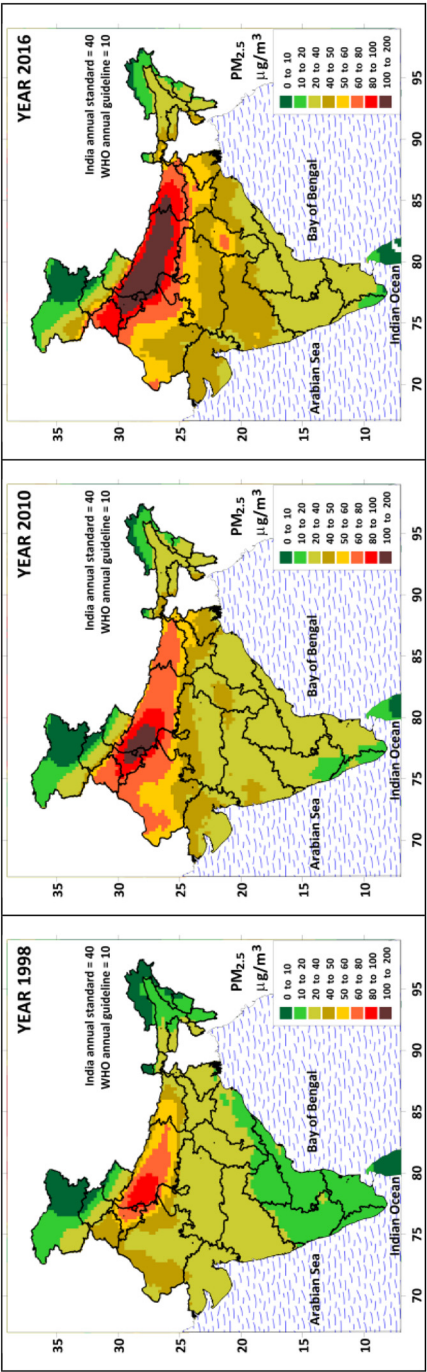 YEAR 1998
India annual standard = 40
WHO annual guideline = 10
35
30
25
20
15
10
70
75
80
85
90
95
Arabian Sea
Bay of Bengal
Indian Ocean
PM2.5
μg/m3
0 to 10
10 to 20
20 to 40
40 to 50
50 to 60
60 to 80
80 to 100
100 to 200
YEAR 2010
India annual standard = 40
WHO annual guideline = 10
35
30
25
20
15
10
70
75
80
85
90
95
Arabian Sea
Bay of Bengal
Indian Ocean
PM2.5
μg/m3
0 to 10
10 to 20
20 to 40
40 to 50
50 to 60
60 to 80
80 to 100
100 to 200
YEAR 2016
India annual standard = 40
WHO annual guideline = 10
35
30
25
20
15
10
70
75
80
85
90
95
Arabian Sea
Bay of Bengal
Indian Ocean
PM2.5
μg/m3
0 to 10
10 to 20
20 to 40
40 to 50
50 to 60
60 to 80
80 to 100
100 to 200